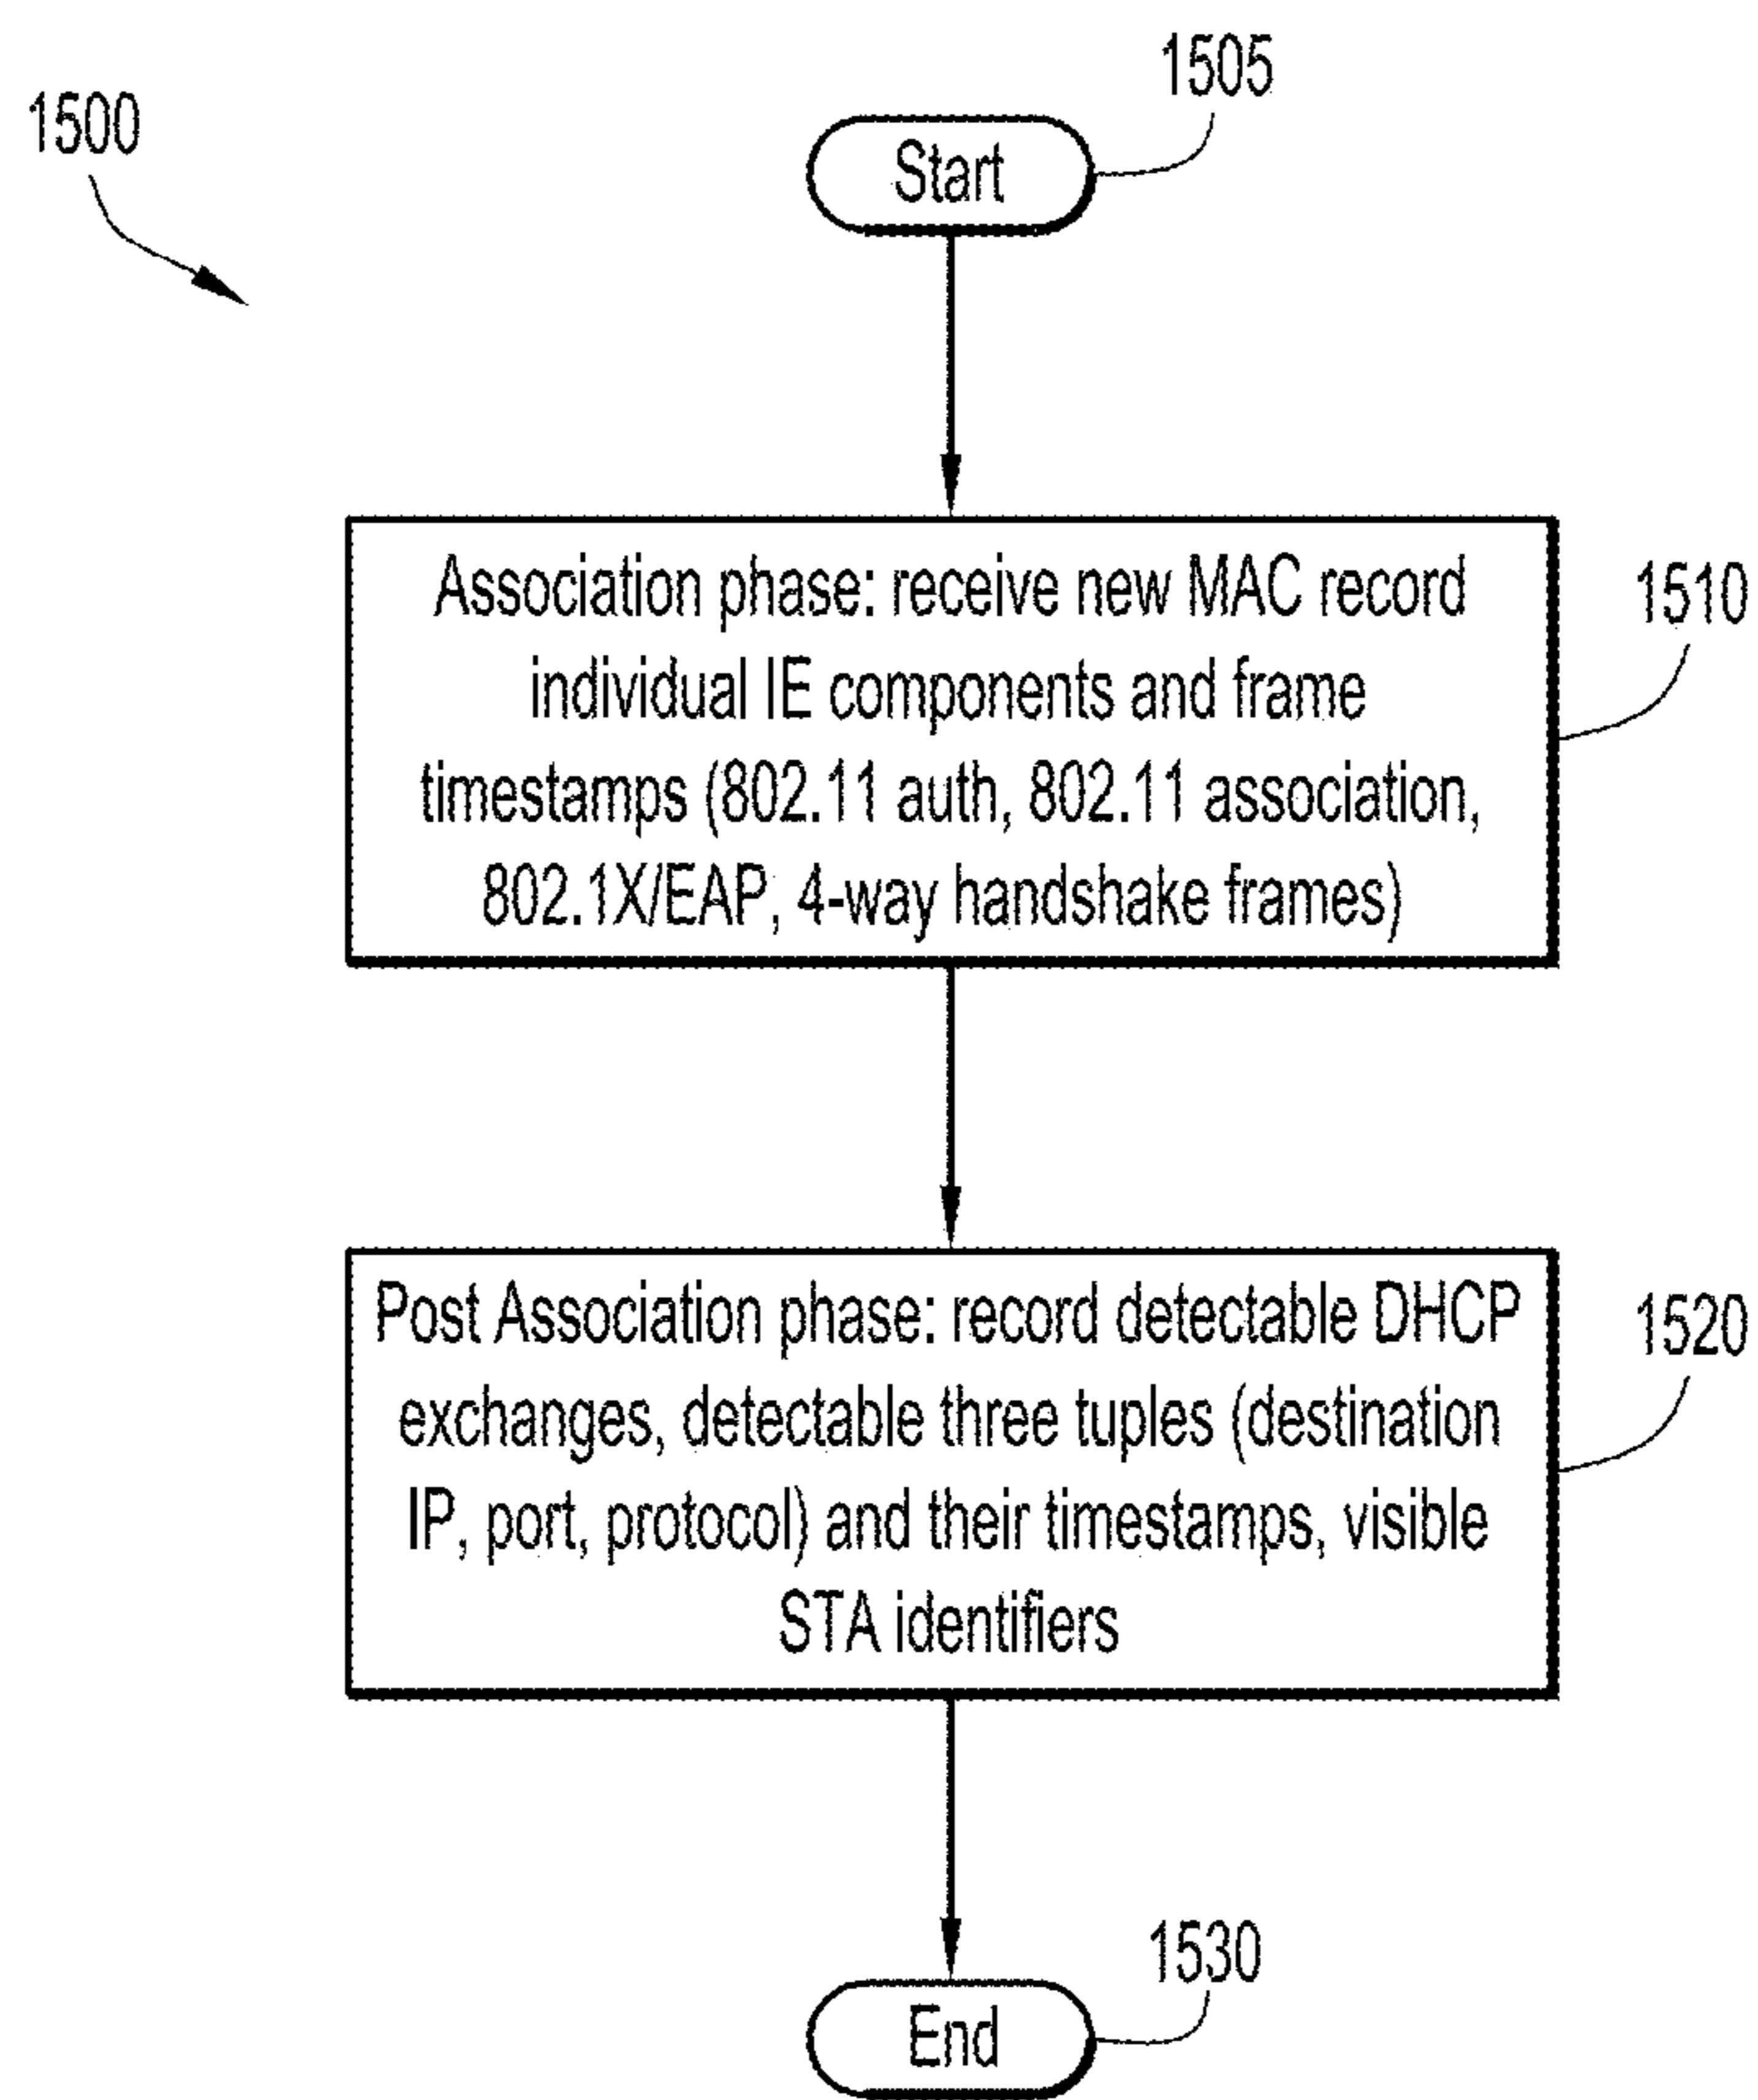 1500
1505
Start
Association phase: receive new MAC record
individual IE components and frame
timestamps (802.11 auth, 802.11 association,
802.1X/EAP, 4-way handshake frames)
1510
Post Association phase: record detectable DHCP
exchanges, detectable three tuples (destination
IP, port, protocol) and their timestamps, visible
STA identifiers
1520
1530
End